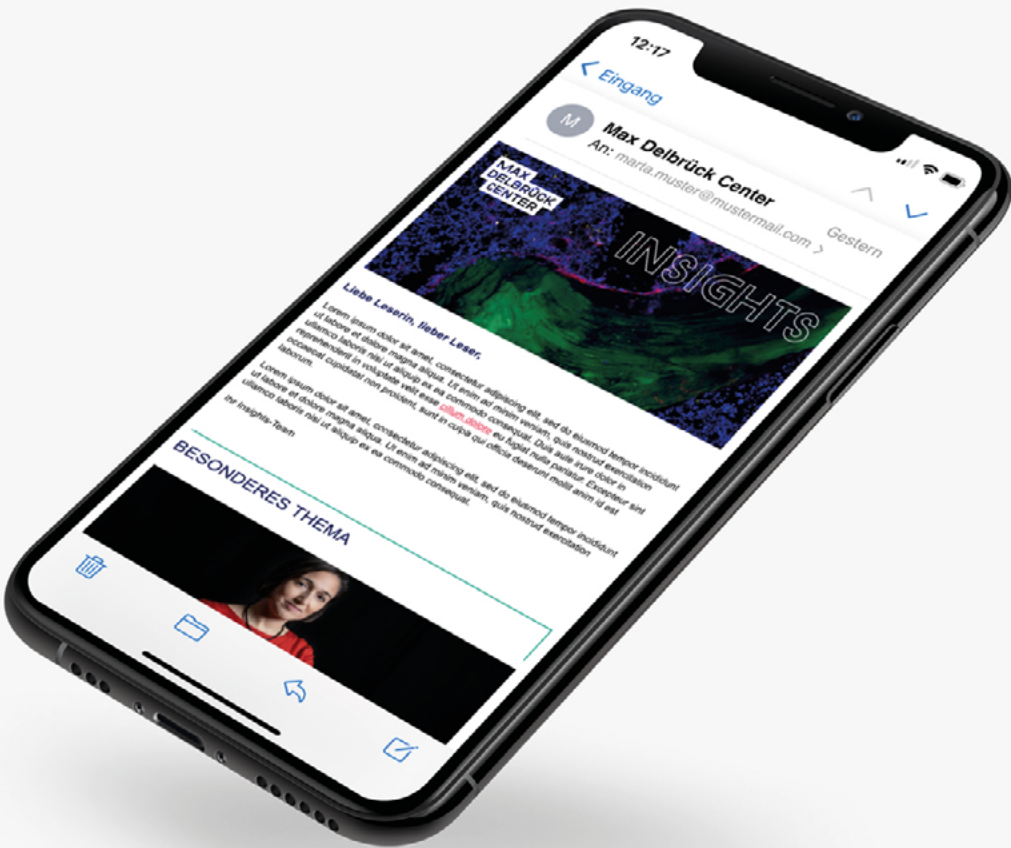 12:17
Eingang
M
Max Delbrück Center
An: marta.muster@mustermail.com
Gestern
MAX
DELBRÜCK
CENTER
INSIGHTS
Liebe Leserin, lieber Leser,
Lorem ipsum dolor sit amet, consectetur adipiscing elit, sed do eiusmod tempor incididunt
ut labore et dolore magna aliqua. Ut enim ad minim veniam, quis nostrud exercitation
ullamco laboris nisi ut aliquip ex ea commodo consequat. Duis aute irure dolor in
reprehenderit in voluptate velit esse cillum dolore eu fugiat nulla pariatur. Excepteur sint
occaecat cupidatat non proident, sunt in culpa qui officia deserunt mollit anim id est
laborum.
Lorem ipsum dolor sit amet, consectetur adipiscing elit, sed do eiusmod tempor incididunt
ut labore et dolore magna aliqua. Ut enim ad minim veniam, quis nostrud exercitation
ullamco laboris nisi ut aliquip ex ea commodo consequat.
Ihr Insights-Team
BESONDERES THEMA